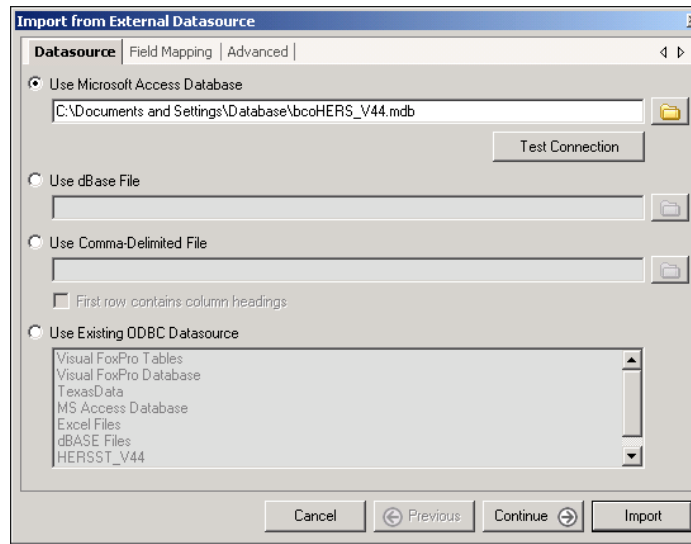 Import from External Datasource
Datasource Field Mapping Advanced
Use Microsoft Access Database
C:\Documents and Settings\Database\bcoHERS_V44.mdb
Test Connection
Use dBase File
Use Comma-Delimited File
First row contains column headings
Use Existing ODBC Datasource
Visual FoxPro Tables
Visual FoxPro Database
TexasData
MS Access Database
Excel Files
dBASE Files
HERSST_V44
Cancel Previous Continue Import